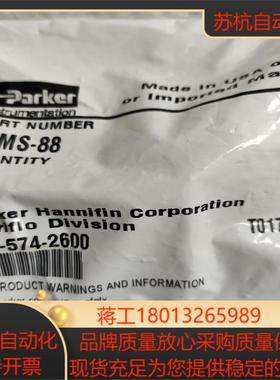 苏杭自动
Parker
Instrumentation
Made in USA o
or Imported Ma
RT NUMBER
MS-88
ANTITY
ker Hannifin Corporation
riflo Division
-574-2600
T017
PRODUCT WARNINGS AND INFORMATION
蒋工18013265989
自动化
品牌质量放心采购质量保
开票
现货充足为您提供稳定的